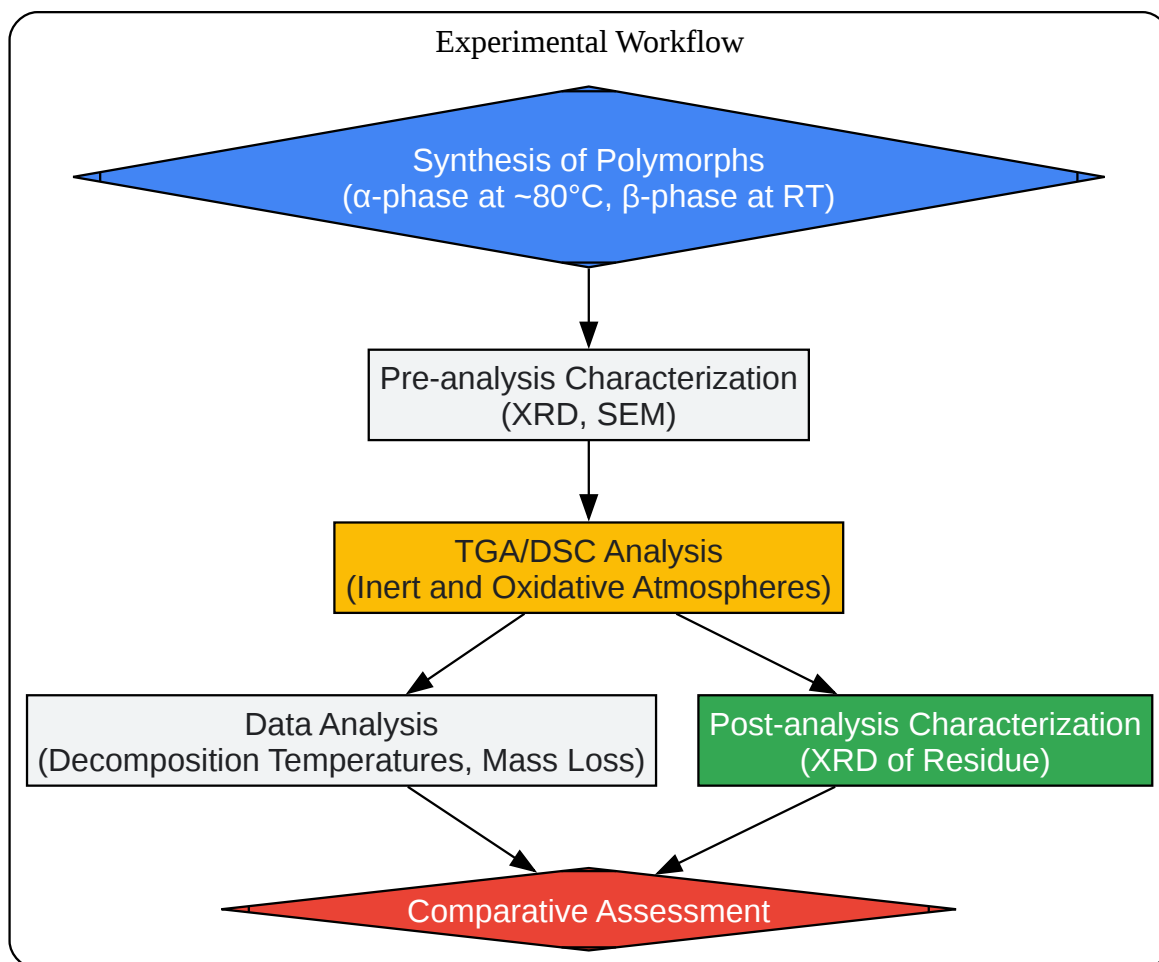 Experimental Workflow
Synthesis of Polymorphs
(α-phase at ~80°C, β-phase at RT)
Pre-analysis Characterization
(XRD, SEM)
TGA/DSC Analysis
(Inert and Oxidative Atmospheres)
Data Analysis
(Decomposition Temperatures, Mass Loss)
Post-analysis Characterization
(XRD of Residue)
Comparative Assessment